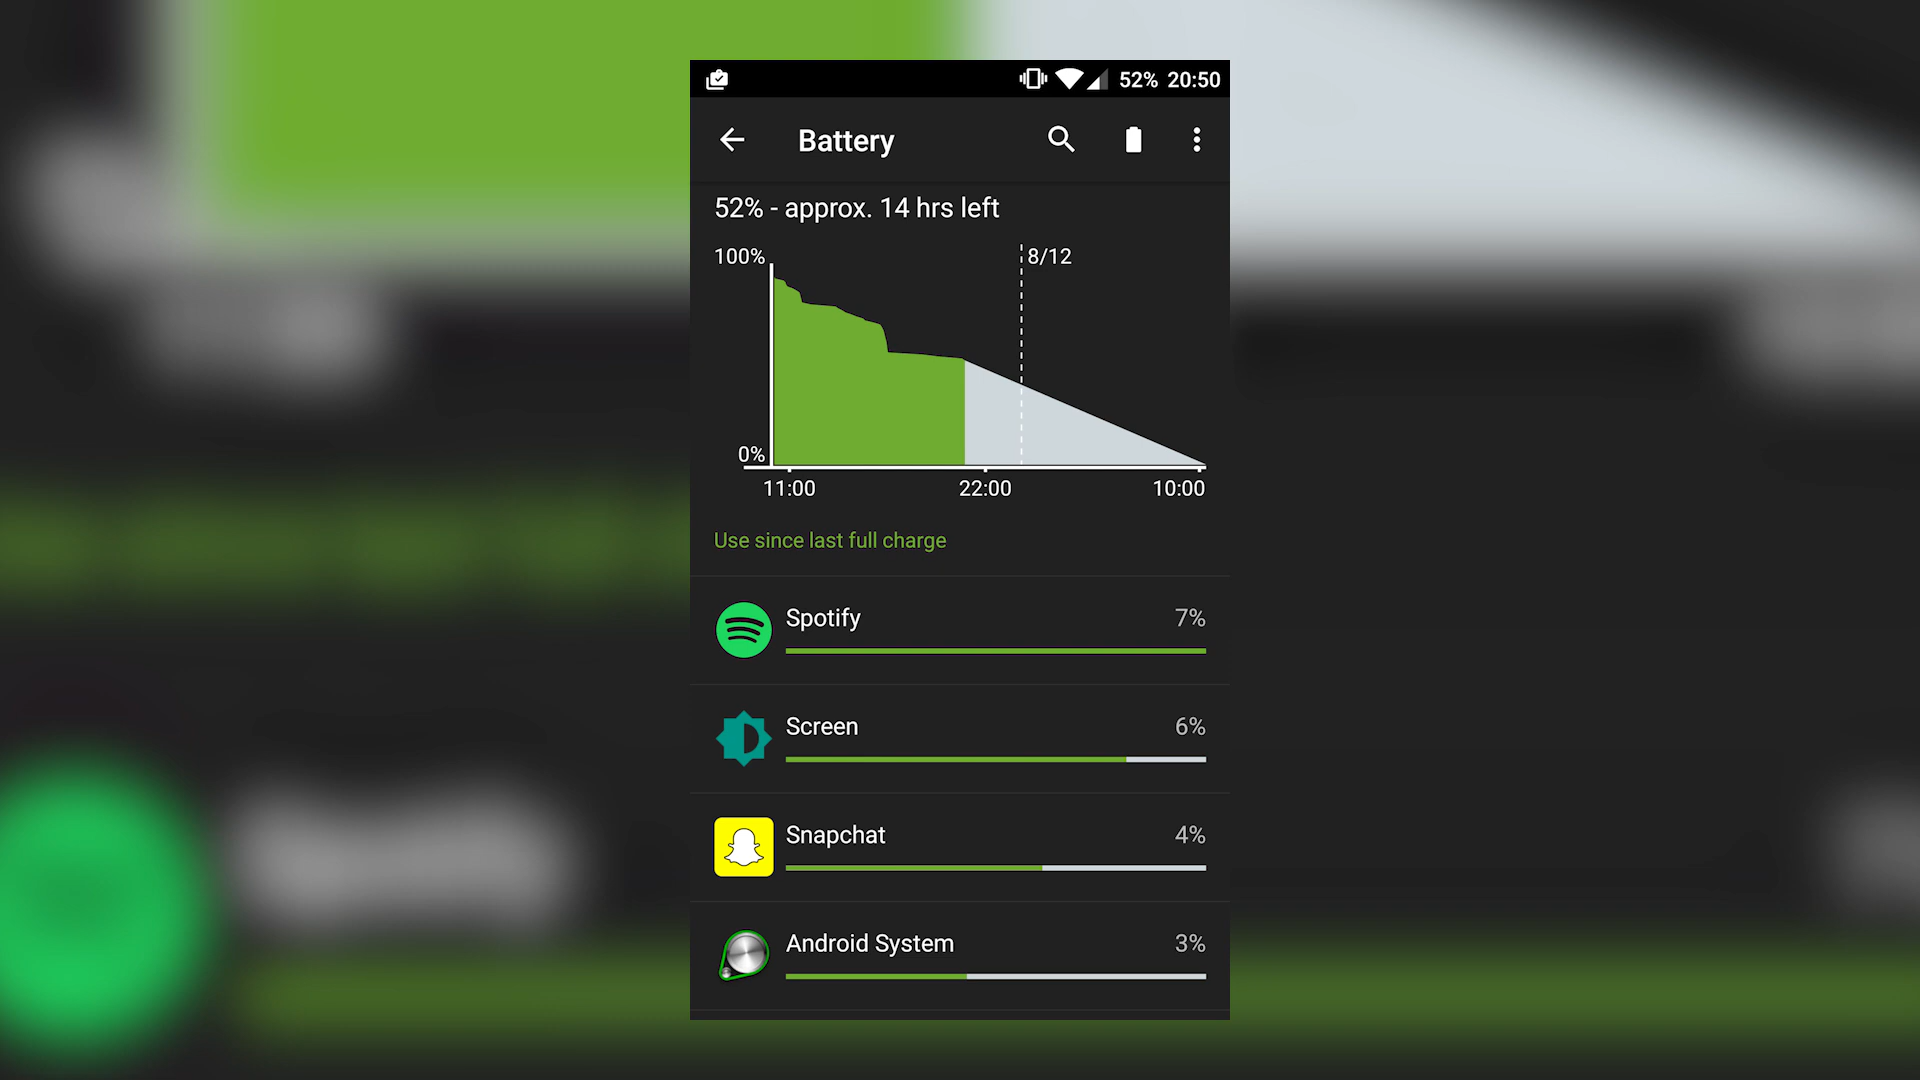 52% 20:50
Battery
52% - approx. 14 hrs left
100% 8/12
0%
11:00 22:00 10:00
Use since last full charge
Spotify 7%
Screen 6%
Snapchat 4%
Android System 3%